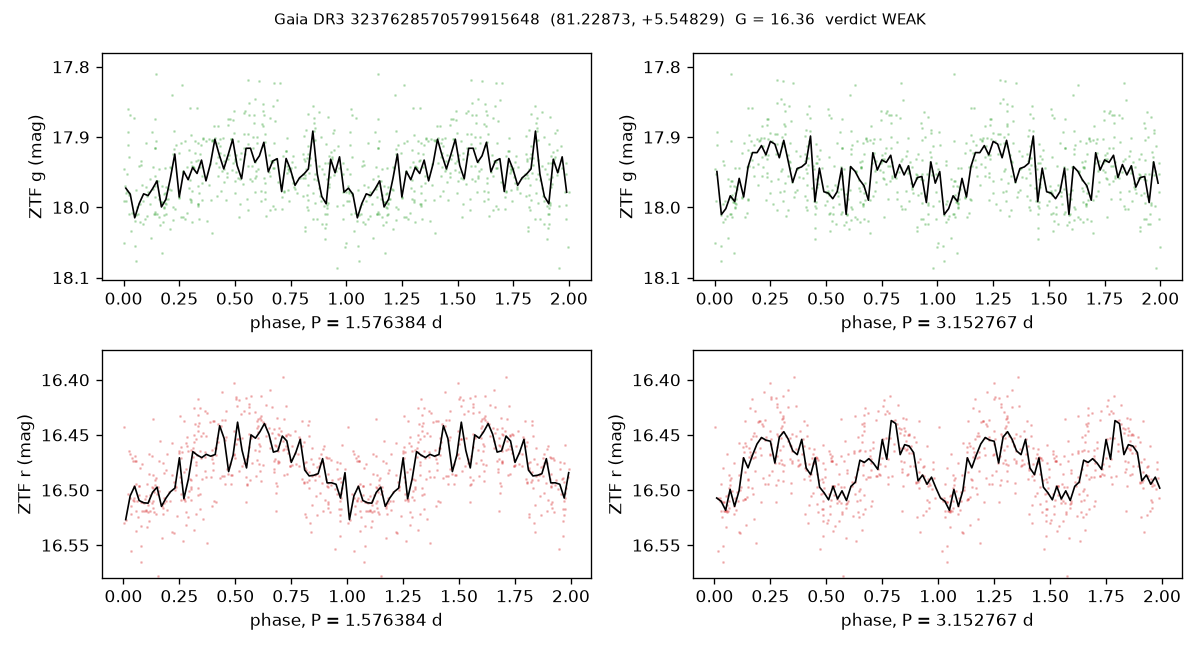 Gaia DR3 3237628570579915648 (81.22873, +5.54829) G = 16.36 verdict WEAK
ZTF g (mag)
17.8
17.9
18.0
18.1
0.00 0.25 0.50 0.75 1.00 1.25 1.50 1.75 2.00
phase, P = 1.576384 d
ZTF g (mag)
17.8
17.9
18.0
18.1
0.00 0.25 0.50 0.75 1.00 1.25 1.50 1.75 2.00
phase, P = 3.152767 d
ZTF r (mag)
16.40
16.45
16.50
16.55
0.00 0.25 0.50 0.75 1.00 1.25 1.50 1.75 2.00
phase, P = 1.576384 d
ZTF r (mag)
16.40
16.45
16.50
16.55
0.00 0.25 0.50 0.75 1.00 1.25 1.50 1.75 2.00
phase, P = 3.152767 d